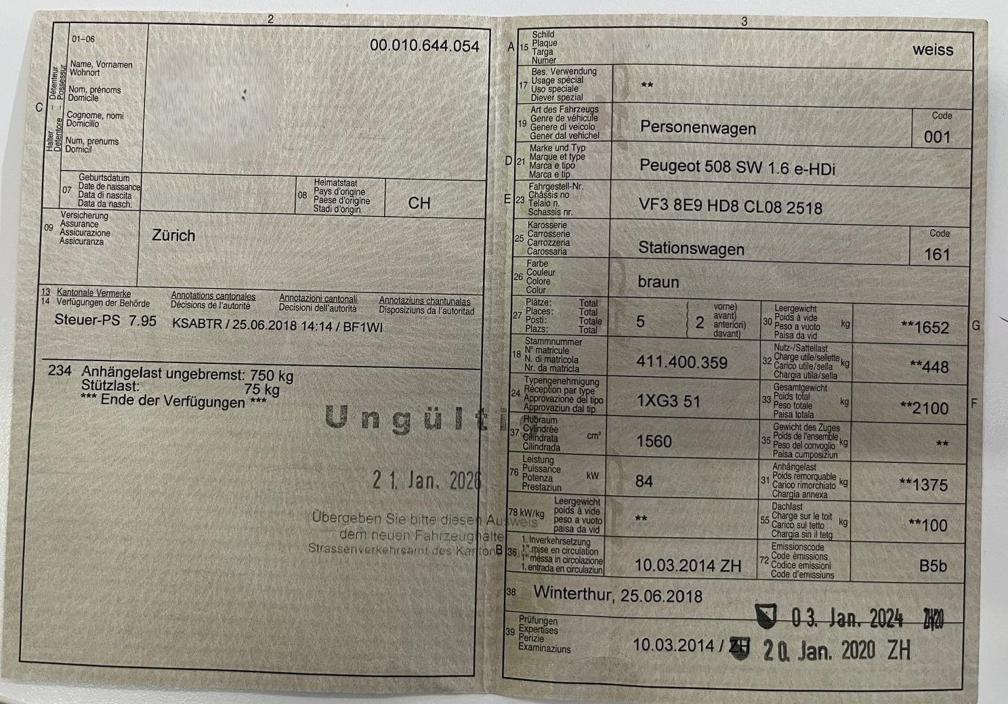 2
01-06
00.010.644.054
C
Halter
Détenteur
Detentore
Possessur
Name, Vornamen
Wohnort
Nom, prénoms
Domicile
Cognome, nomi
Domicilio
Num, prenums
Domicil
07
Geburtsdatum
Date de naissance
Data di nascita
Data da nasch.
08
Heimatstaat
Pays d'origine
Paese d'origine
Stadi d'origin
CH
09
Versicherung
Assurance
Assicurazione
Assicuranza
Zürich
13 Kantonale Vermerke Annotations cantonales Annotazioni cantonali Annotaziuns chantunalas
14 Verfügungen der Behörde Décisions de l'autorité Decisioni dell'autorità Disposiziuns da l'autoritad
Steuer-PS 7.95 KSABTR / 25.06.2018 14:14 / BF1WI
234 Anhängelast ungebremst: 750 kg
Stützlast: 75 kg
*** Ende der Verfügungen ***
Ungülti
21. Jan. 2026
Übergeben Sie bitte diesen Ausweis
dem neuen Fahrzeughalte
Strassenverkehrsamt des Kanton
3
A 15
Schild
Plaque
Targa
Numer
weiss
17
Bes. Verwendung
Usage spécial
Uso speciale
Diever spezial
**
19
Art des Fahrzeugs
Genre de véhicule
Genere di veicolo
Gener dal vehichel
Personenwagen
Code
001
D 21
Marke und Typ
Marque et type
Marca e tipo
Marca e tip
Peugeot 508 SW 1.6 e-HDi
E 23
Fahrgestell-Nr.
Châssis no
Telaio n.
Schassis nr.
VF3 8E9 HD8 CL08 2518
25
Karosserie
Carrosserie
Carrozzeria
Carossaria
Stationswagen
Code
161
26
Farbe
Couleur
Colore
Colur
braun
27
Plätze: Total
Places: Total
Posti: Totale
Plazs: Total
5
2
vorne)
avant)
anteriori)
davant)
30
Leergewicht
Poids à vide
Peso a vuoto
Paisa da vid
kg
**1652
G
18
Stammnummer
N° matricule
N. di matricola
Nr. da matricla
411.400.359
32
Nutz-/Sattellast
Charge utile/sellette
Carico utile/sella
Chargia utila/sella
kg
**448
24
Typengenehmigung
Réception par type
Approvazione del tipo
Approvaziun dal tip
1XG3 51
33
Gesamtgewicht
Poids total
Peso totale
Paisa totala
kg
**2100
F
37
Hubraum
Cylindrée
Cilindrata
Cilindrada
cm³
1560
35
Gewicht des Zuges
Poids de l'ensemble
Peso del convoglio
Paisa cumposiziun
kg
**
76
Leistung
Puissance
Potenza
Prestaziun
kW
84
31
Anhängelast
Poids remorquable
Carico rimorchiato
Chargia annexa
kg
**1375
78 kW/kg
Leergewicht
poids à vide
peso a vuoto
paisa da vid
**
55
Dachlast
Charge sur le toit
Carico sul tetto
Chargia sin il tetg
kg
**100
B 36
1. Inverkehrsetzung
1re mise en circulation
1a messa in circolazione
1. entrada en circulaziun
10.03.2014 ZH
72
Emissionscode
Code émissions
Codice emissioni
Code d'emissiuns
B5b
38
Winterthur, 25.06.2018
39
Prüfungen
Expertises
Perizie
Examinaziuns
03. Jan. 2024
10.03.2014 / ZH
20. Jan. 2020 ZH